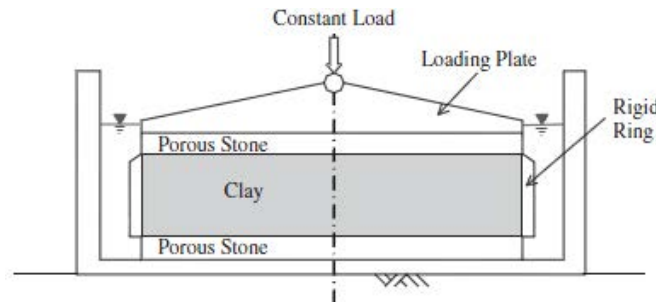 Constant Load
Loading Plate
Rigid
Ring
Porous Stone
Clay
Porous Stone